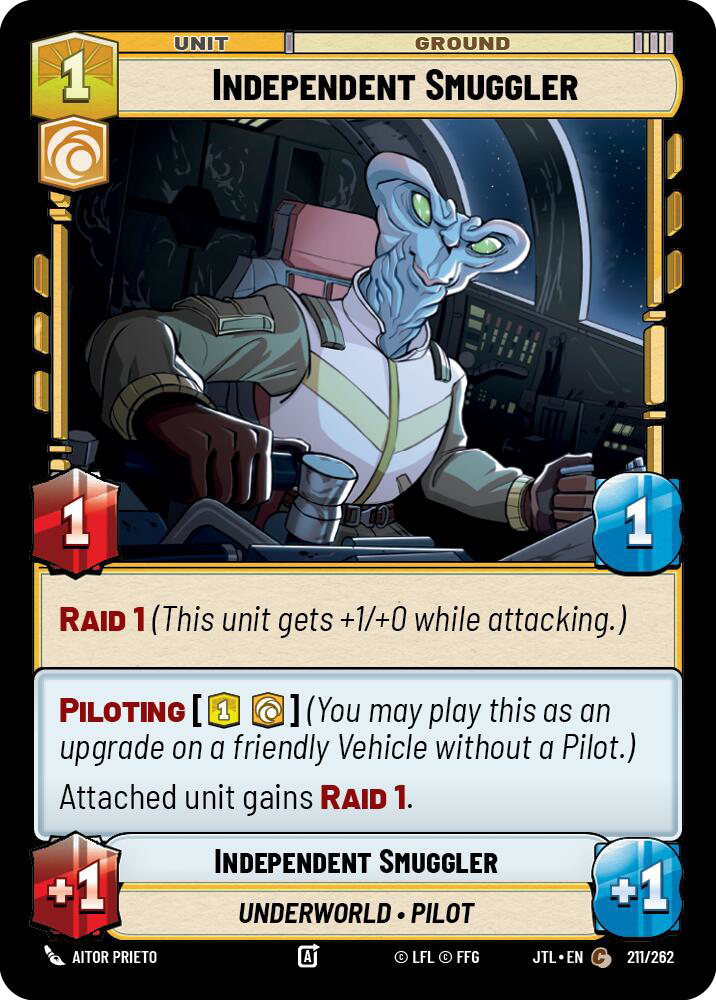 UNIT
GROUND
1
INDEPENDENT SMUGGLER
1
1
RAID 1 (This unit gets +1/+0 while attacking.)
PILOTING [1] (You may play this as an
upgrade on a friendly Vehicle without a Pilot.)
Attached unit gains RAID 1.
+1
INDEPENDENT SMUGGLER
+1
UNDERWORLD • PILOT
AITOR PRIETO
A
© LFL © FFG
JTL • EN
C
211/262